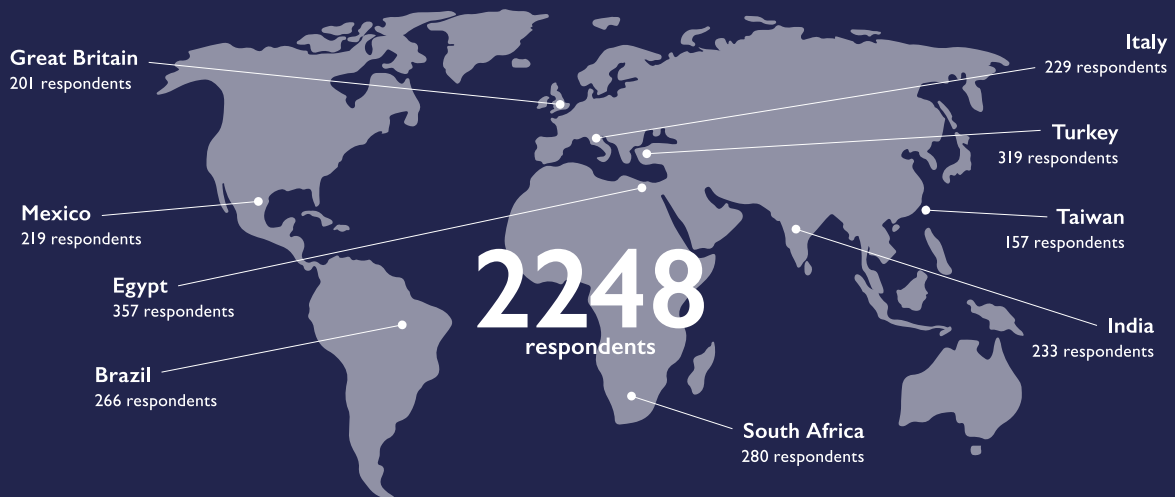 Great Britain
201 respondents
Italy
229 respondents
Turkey
319 respondents
Mexico
219 respondents
Taiwan
157 respondents
Egypt
357 respondents
2248
respondents
India
233 respondents
Brazil
266 respondents
South Africa
280 respondents